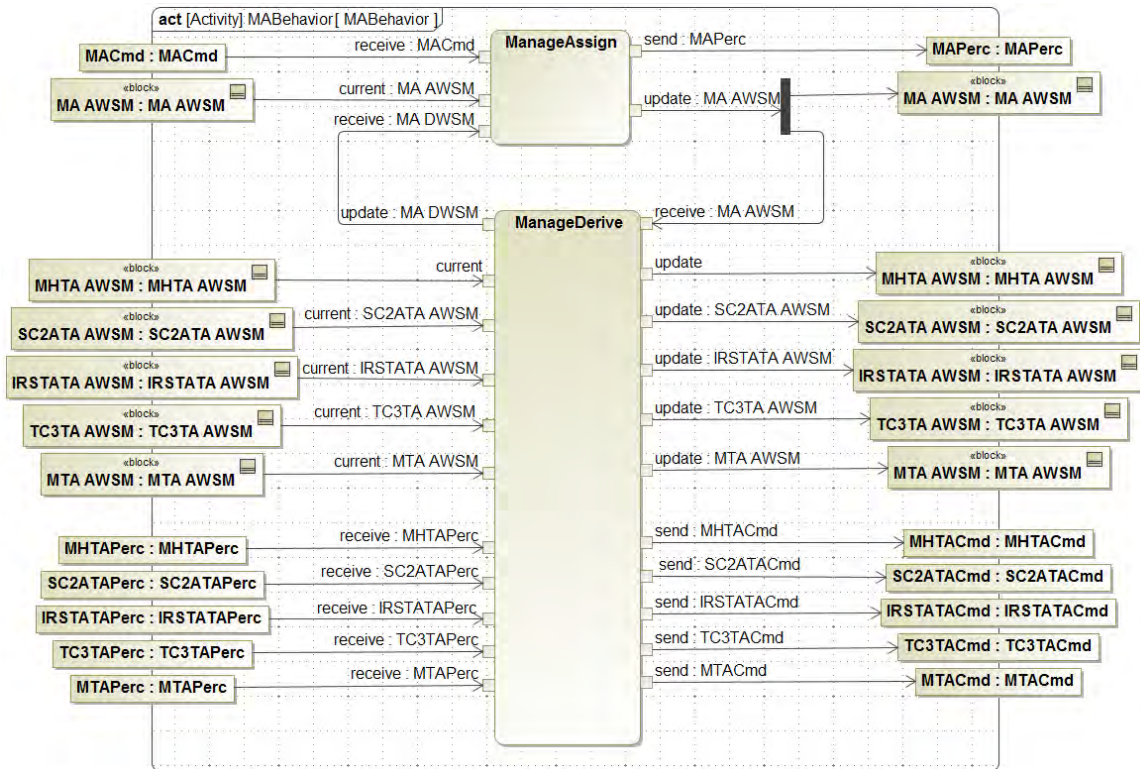 act [Activity] MABehavior[ MABehavior ]
MACmd : MACmd
receive : MACmd
ManageAssign
send : MAPerc
MAPerc : MAPerc
«block»
MA AWSM : MA AWSM
current : MA AWSM
receive : MA DWSM
update : MA AWSM
«block»
MA AWSM : MA AWSM
update : MA DWSM
ManageDerive
receive : MA AWSM
«block»
MHTA AWSM : MHTA AWSM
current
update
«block»
MHTA AWSM : MHTA AWSM
«block»
SC2ATA AWSM : SC2ATA AWSM
current : SC2ATA AWSM
update : SC2ATA AWSM
«block»
SC2ATA AWSM : SC2ATA AWSM
«block»
IRSTATA AWSM : IRSTATA AWSM
current : IRSTATA AWSM
update : IRSTATA AWSM
«block»
IRSTATA AWSM : IRSTATA AWSM
«block»
TC3TA AWSM : TC3TA AWSM
current : TC3TA AWSM
update : TC3TA AWSM
«block»
TC3TA AWSM : TC3TA AWSM
«block»
MTA AWSM : MTA AWSM
current : MTA AWSM
update : MTA AWSM
«block»
MTA AWSM : MTA AWSM
MHTAPerc : MHTAPerc
receive : MHTAPerc
send : MHTACmd
MHTACmd : MHTACmd
SC2ATAPerc : SC2ATAPerc
receive : SC2ATAPerc
send : SC2ATACmd
SC2ATACmd : SC2ATACmd
IRSTATAPerc : IRSTATAPerc
receive : IRSTATAPerc
send : IRSTATACmd
IRSTATACmd : IRSTATACmd
TC3TAPerc : TC3TAPerc
receive : TC3TAPerc
send : TC3TACmd
TC3TACmd : TC3TACmd
MTAPerc : MTAPerc
receive : MTAPerc
send : MTACmd
MTACmd : MTACmd